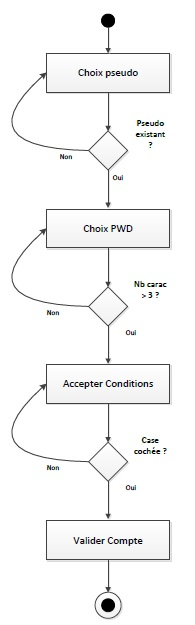 Choix pseudo
Pseudo
existant
?
Non
Oui
Choix PWD
Nb carac
> 3 ?
Non
Oui
Accepter Conditions
Case
cochée ?
Non
Oui
Valider Compte